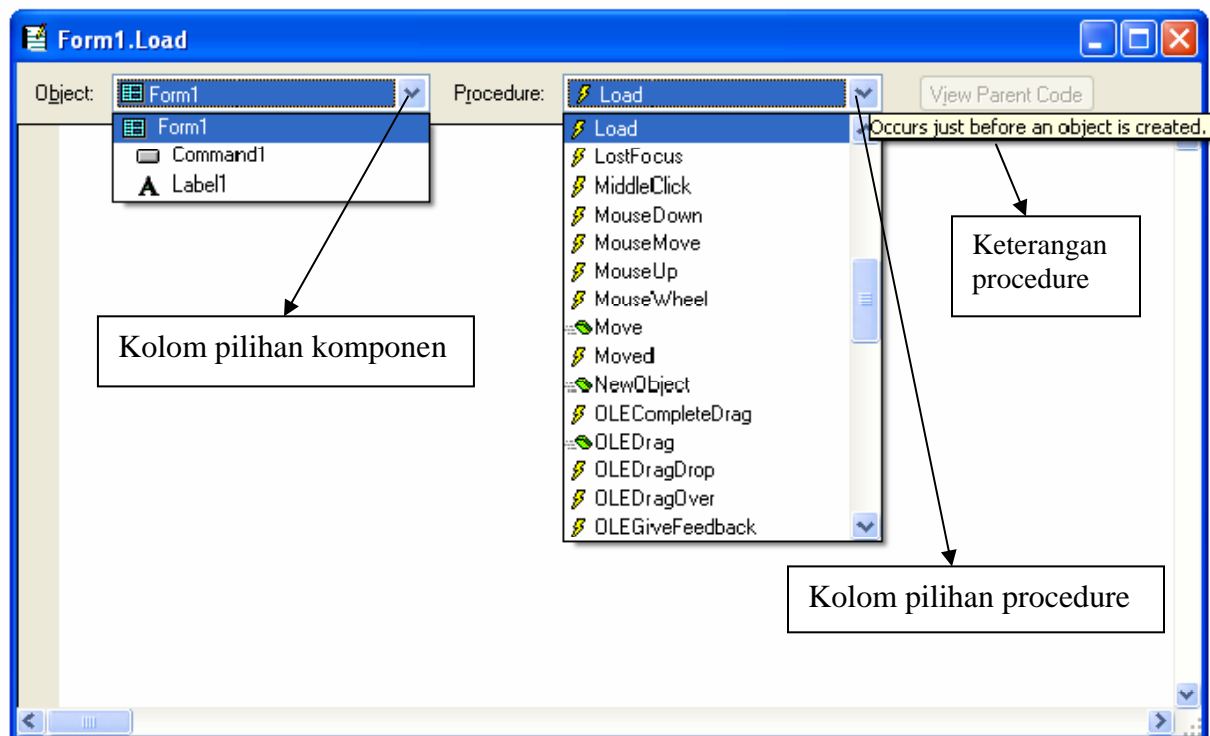 Form1.Load
Object: Form1 Procedure: Load View Parent Code
Form1
Command1
Label1
Load
LostFocus
MiddleClick
MouseDown
MouseMove
MouseUp
MouseWheel
Move
Moved
NewObject
OLECompleteDrag
OLEDrag
OLEDragDrop
OLEDragOver
OLEGiveFeedback
Occurs just before an object is created.
Keterangan
procedure
Kolom pilihan komponen
Kolom pilihan procedure